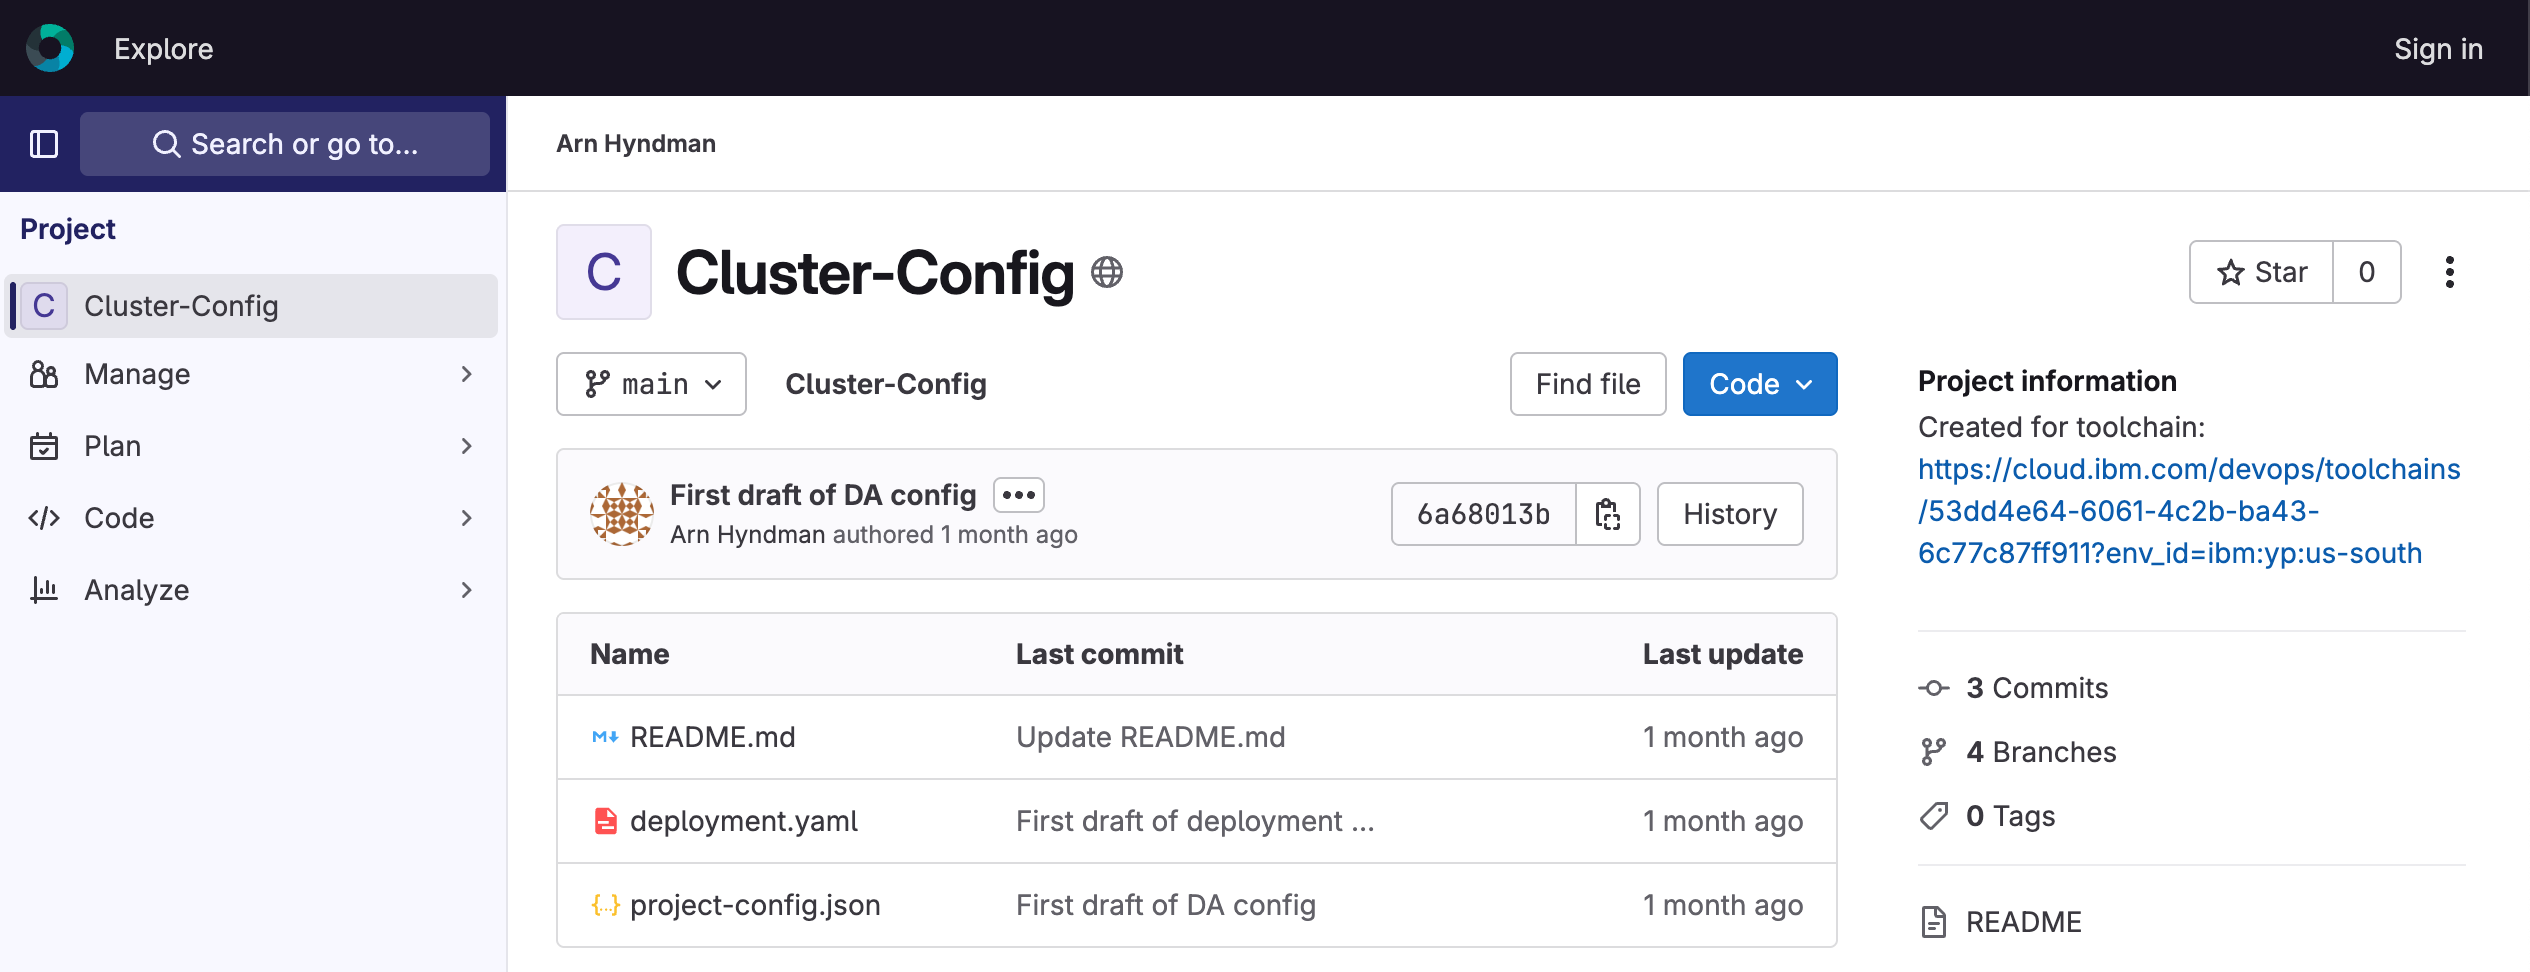 Explore
Sign in
Search or go to...
Arn Hyndman
Project
C Cluster-Config
Manage
Plan
Code
Analyze
C Cluster-Config
Star 0
main
Cluster-Config
Find file
Code
First draft of DA config
Arn Hyndman authored 1 month ago
6a68013b
History
Name Last commit Last update
README.md Update README.md 1 month ago
deployment.yaml First draft of deployment ... 1 month ago
project-config.json First draft of DA config 1 month ago
Project information
Created for toolchain:
https://cloud.ibm.com/devops/toolchains
/53dd4e64-6061-4c2b-ba43-
6c77c87ff911?env_id=ibm:yp:us-south
3 Commits
4 Branches
0 Tags
README